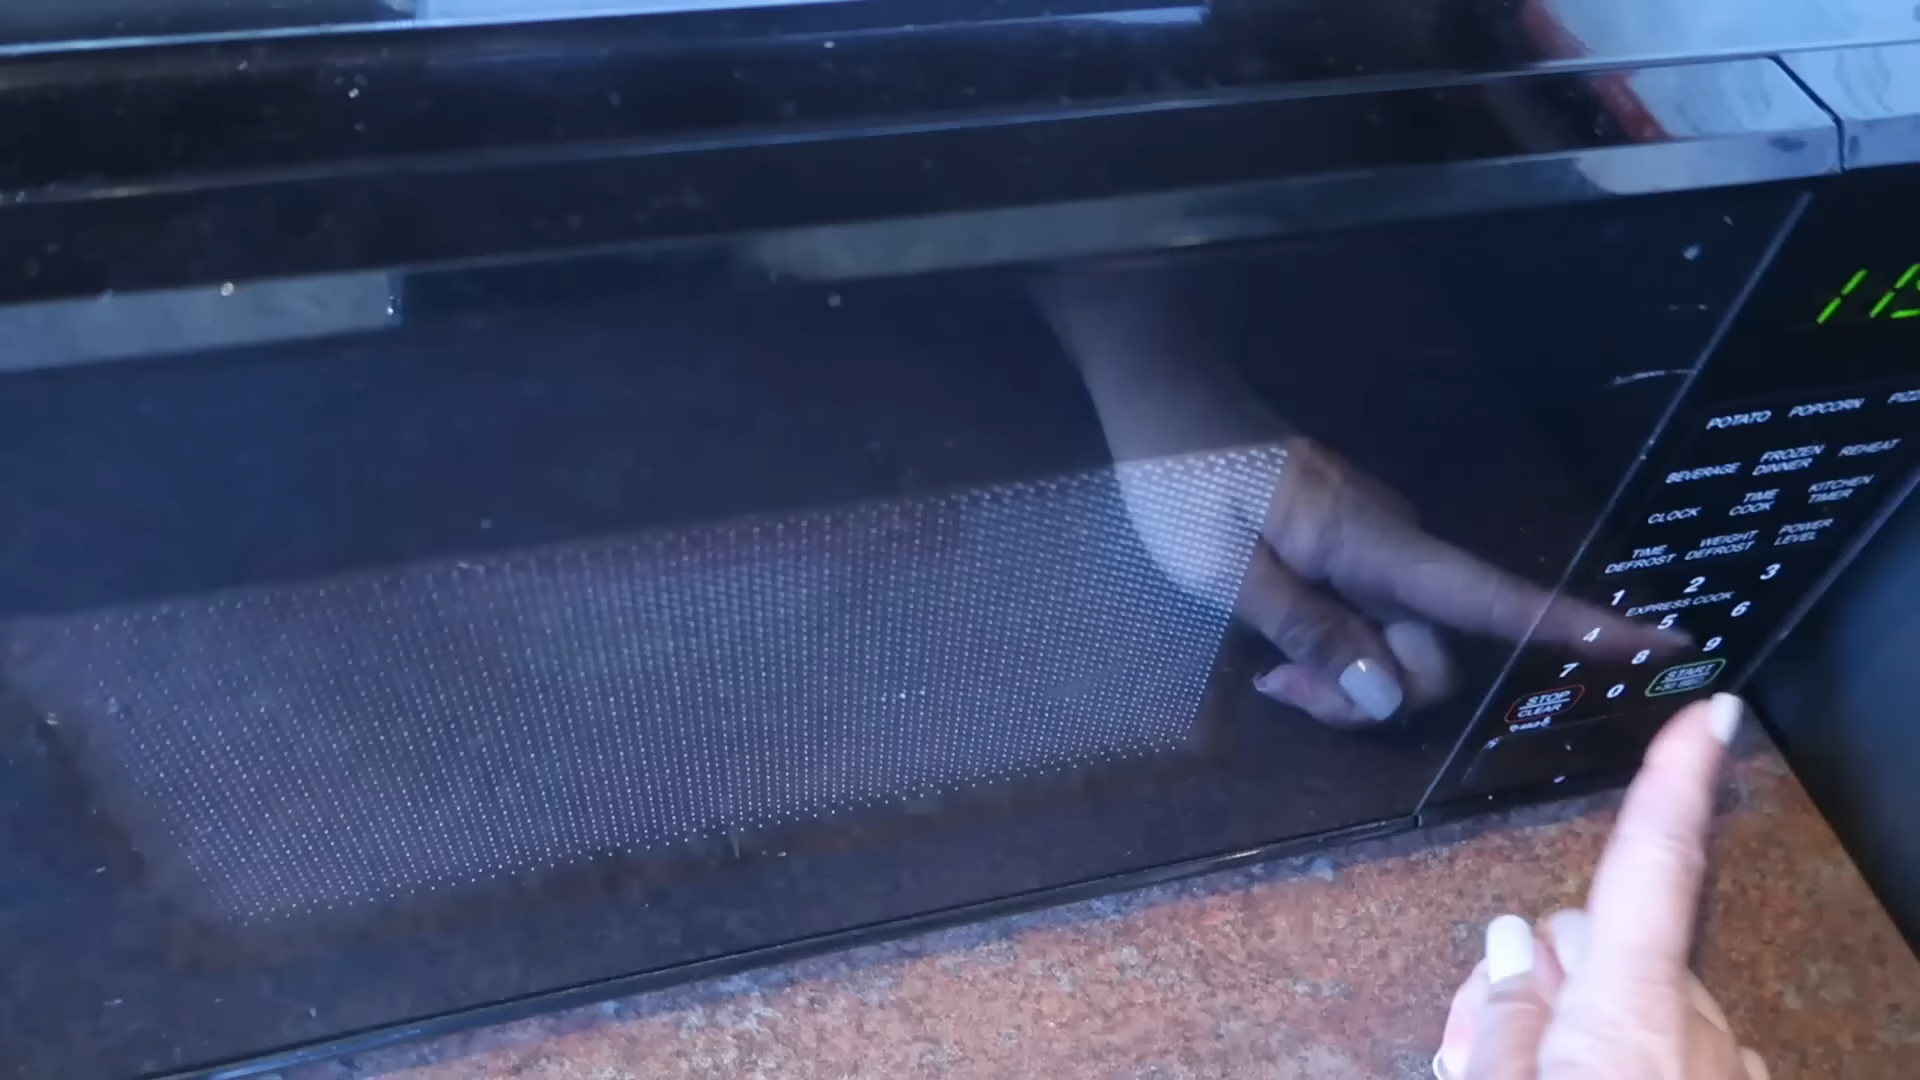 POTATO POPCORN
BEVERAGE FROZEN DINNER REHEAT
CLOCK TIME COOK KITCHEN TIMER
TIME DEFROST WEIGHT DEFROST POWER LEVEL
1 2 3
EXPRESS COOK
4 5 6
7 8 9
STOP CLEAR 0 START